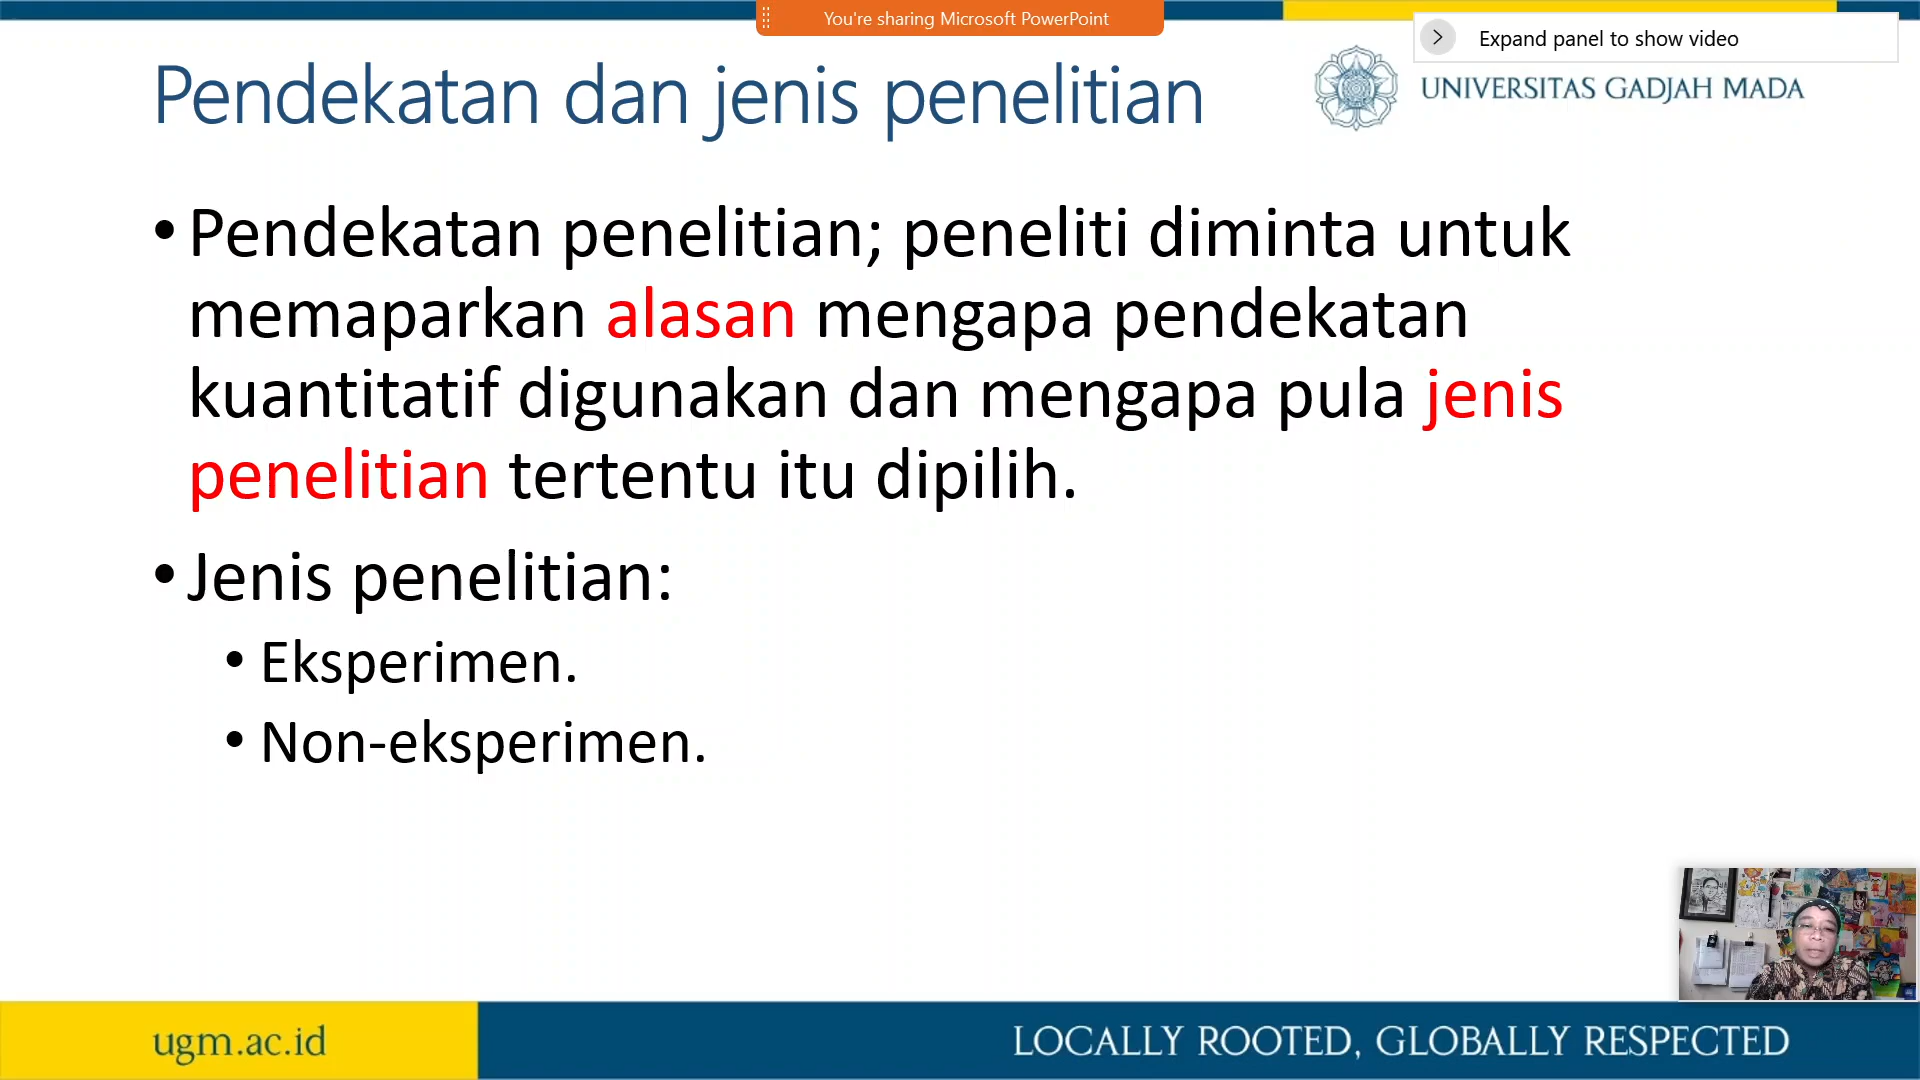 You're sharing Microsoft PowerPoint
Expand panel to show video
Pendekatan dan jenis penelitian
UNIVERSITAS GADJAH MADA
• Pendekatan penelitian; peneliti diminta untuk
memaparkan alasan mengapa pendekatan
kuantitatif digunakan dan mengapa pula jenis
penelitian tertentu itu dipilih.
• Jenis penelitian:
• Eksperimen.
• Non-eksperimen.
ugm.ac.id
LOCALLY ROOTED, GLOBALLY RESPECTED